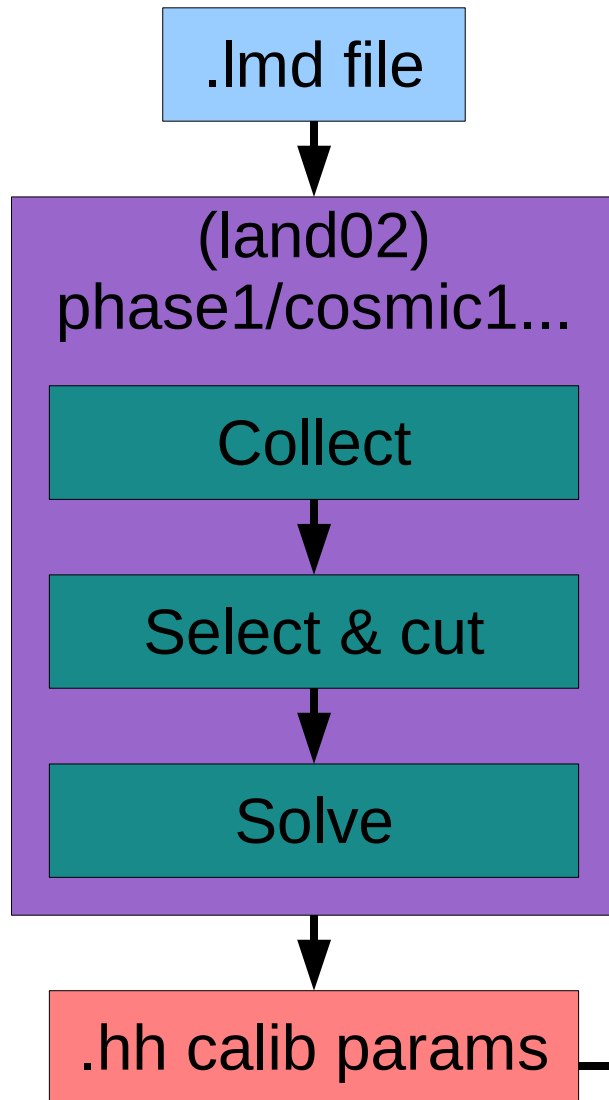 .lmd file
(land02)
phase1/cosmic1...
Collect
Select & cut
Solve
.hh calib params